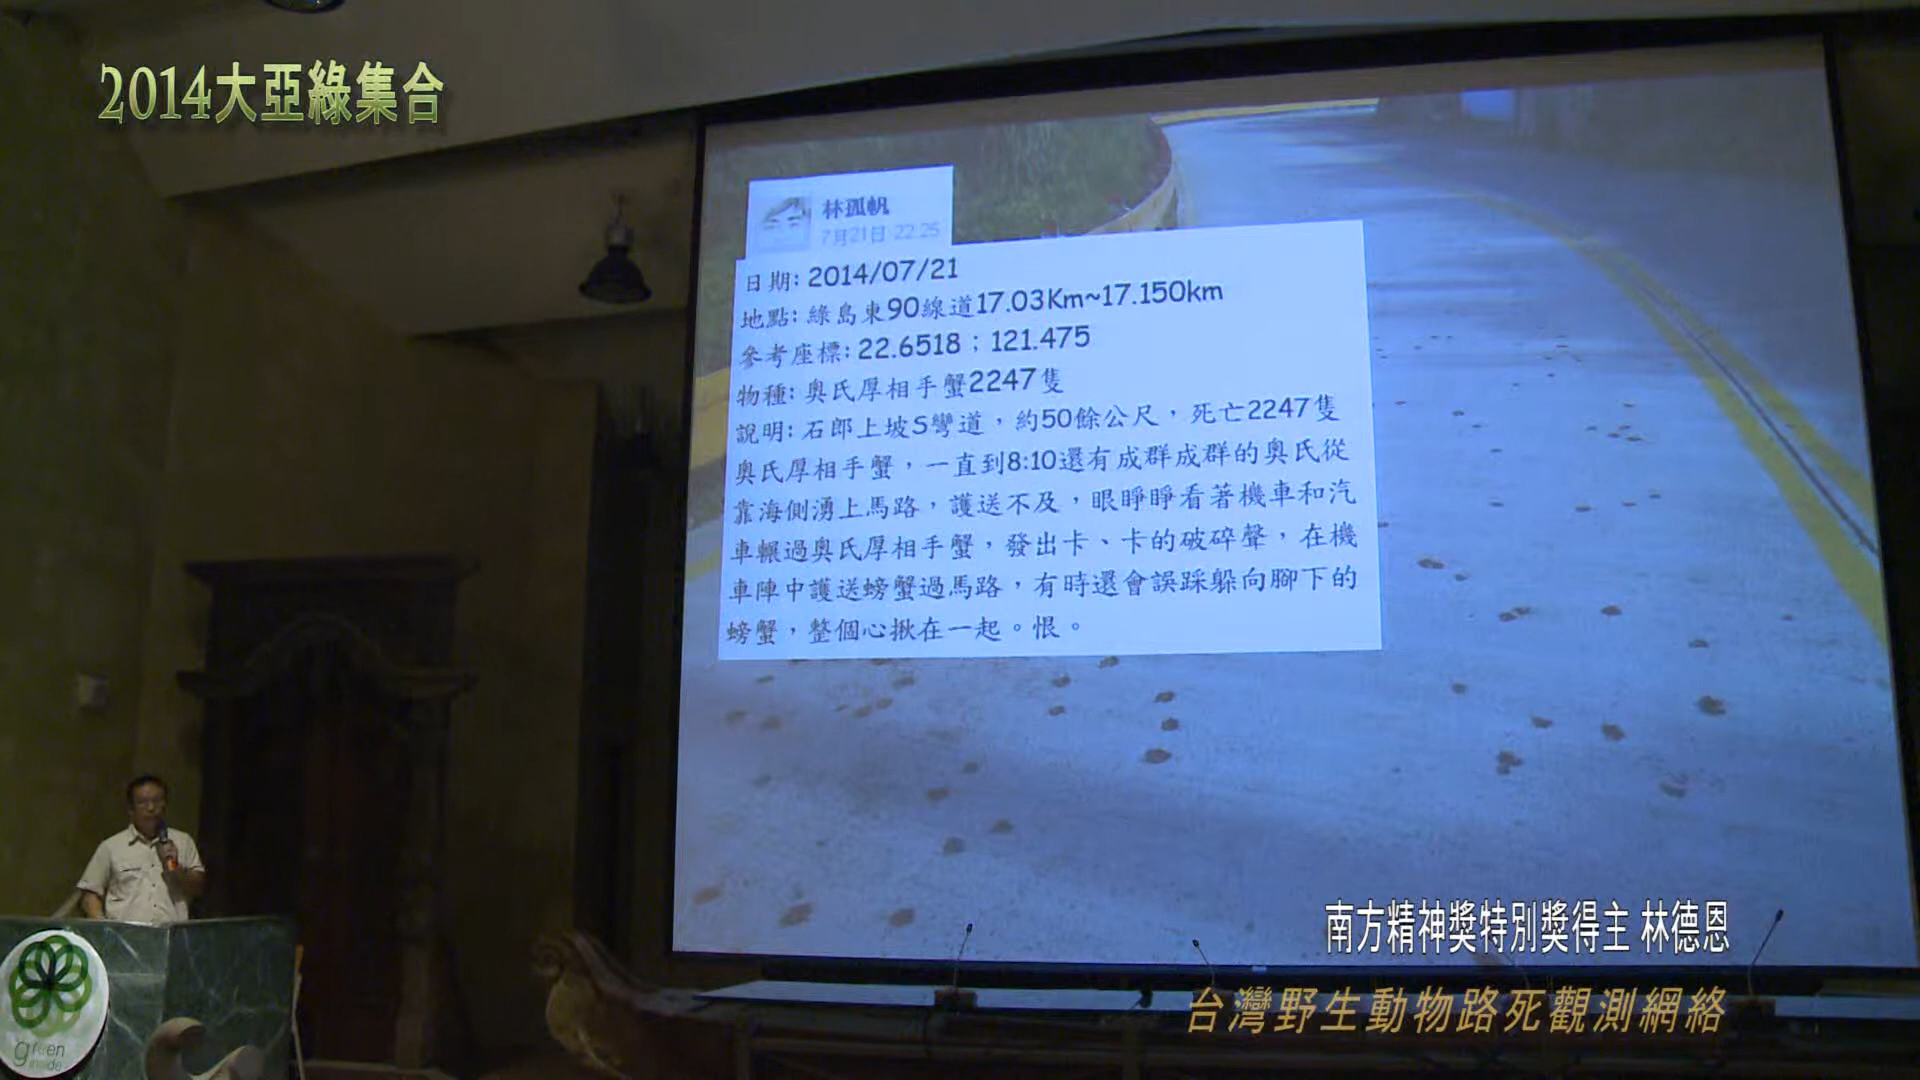 2014大亞綠集合
林孤帆
7月21日 22:25
日期: 2014/07/21
地點: 綠島東90線道17.03Km~17.150km
參考座標: 22.6518；121.475
物種: 奧氏厚相手蟹2247隻
說明: 石郎上坡S彎道，約50餘公尺，死亡2247隻
奧氏厚相手蟹，一直到8:10還有成群成群的奧氏從
靠海側湧上馬路，護送不及，眼睜睜看著機車和汽
車輾過奧氏厚相手蟹，發出卡、卡的破碎聲，在機
車陣中護送螃蟹過馬路，有時還會誤踩躲向腳下的
螃蟹，整個心揪在一起。恨。
南方精神獎特別獎得主 林德恩
台灣野生動物路死觀測網絡
green
inside